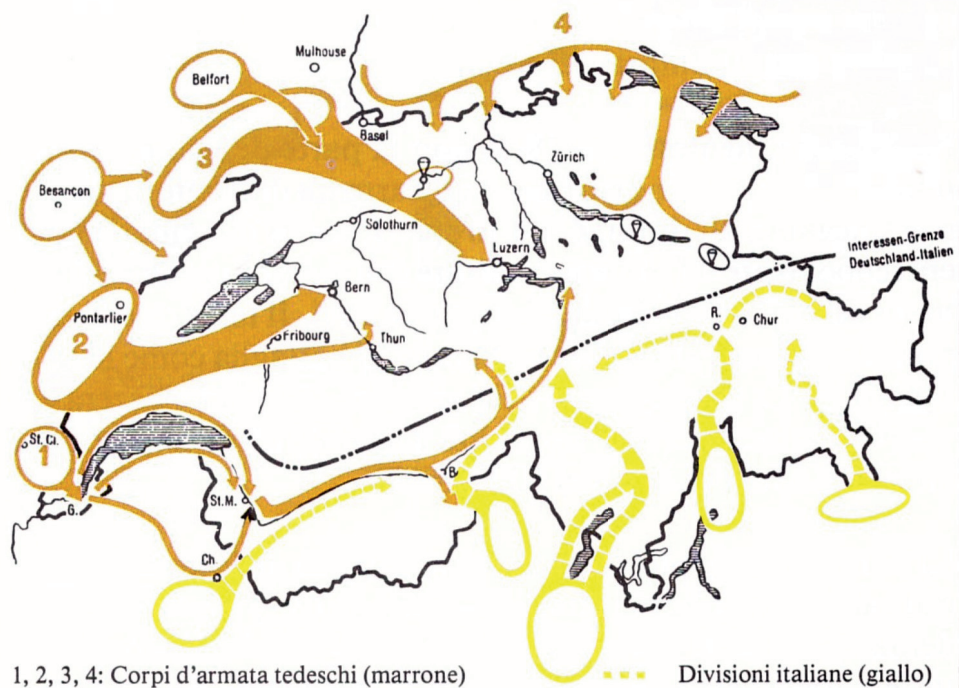 4
Mulhouse
Belfort
Basel
3
Zürich
Besançon
Solothurn
Luzern
Interessen-Grenze
Deutschland-Italien
Bern
Pontarlier
R.
Chur
2
Fribourg
Thun
St. Cl.
1
B.
St.M.
G.
Ch.
1, 2, 3, 4: Corpi d'armata tedeschi (marrone)
Divisioni italiane (giallo)